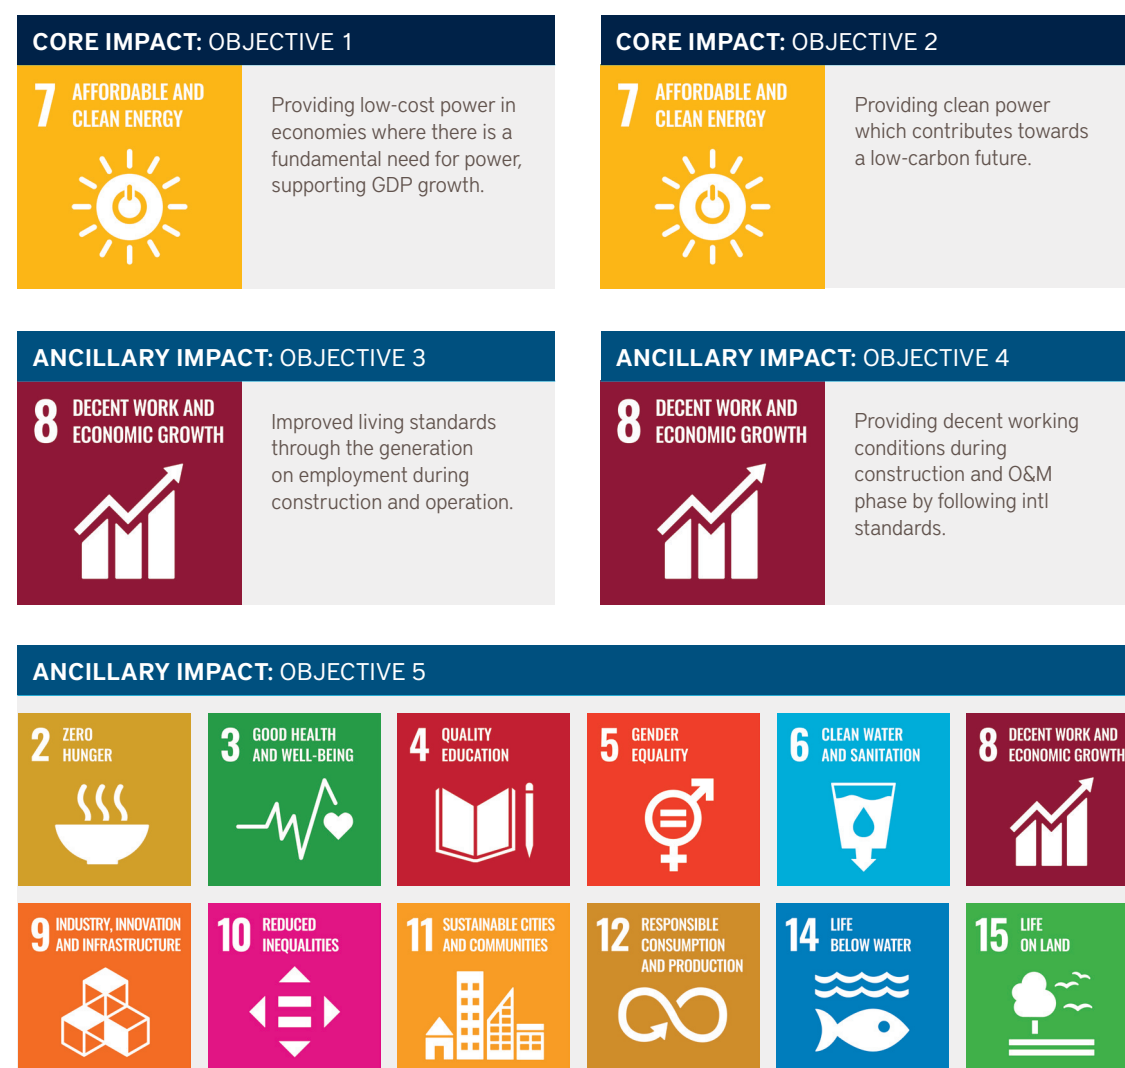 CORE IMPACT: OBJECTIVE 1
7 AFFORDABLE AND
CLEAN ENERGY
Providing low-cost power in
economies where there is a
fundamental need for power,
supporting GDP growth.
CORE IMPACT: OBJECTIVE 2
7 AFFORDABLE AND
CLEAN ENERGY
Providing clean power
which contributes towards
a low-carbon future.
ANCILLARY IMPACT: OBJECTIVE 3
8 DECENT WORK AND
ECONOMIC GROWTH
Improved living standards
through the generation
on employment during
construction and operation.
ANCILLARY IMPACT: OBJECTIVE 4
8 DECENT WORK AND
ECONOMIC GROWTH
Providing decent working
conditions during
construction and O&M
phase by following intl
standards.
ANCILLARY IMPACT: OBJECTIVE 5
2 ZERO
HUNGER
3 GOOD HEALTH
AND WELL-BEING
4 QUALITY
EDUCATION
5 GENDER
EQUALITY
6 CLEAN WATER
AND SANITATION
8 DECENT WORK AND
ECONOMIC GROWTH
9 INDUSTRY, INNOVATION
AND INFRASTRUCTURE
10 REDUCED
INEQUALITIES
11 SUSTAINABLE CITIES
AND COMMUNITIES
12 RESPONSIBLE
CONSUMPTION
AND PRODUCTION
14 LIFE
BELOW WATER
15 LIFE
ON LAND